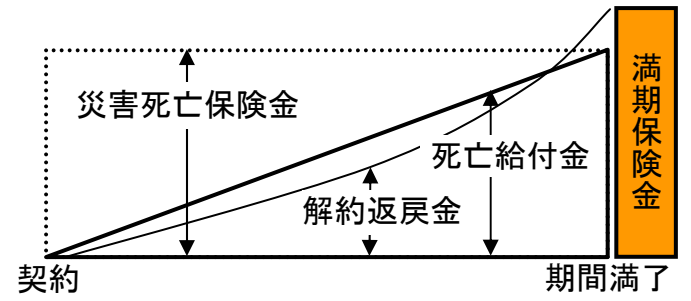 災害死亡保険金
死亡給付金
解約返戻金
満期保険金
契約
期間満了